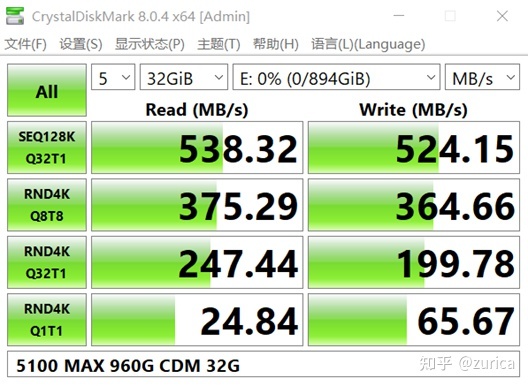 CrystalDiskMark 8.0.4 x64 [Admin]
文件(F) 设置(S) 显示状态(P) 主题(T) 帮助(H) 语言(L)(Language)
All 5 32GiB E: 0% (0/894GiB) MB/s
Read (MB/s) Write (MB/s)
SEQ128K
Q32T1 538.32 524.15
RND4K
Q8T8 375.29 364.66
RND4K
Q32T1 247.44 199.78
RND4K
Q1T1 24.84 65.67
5100 MAX 960G CDM 32G
知乎 @zurica